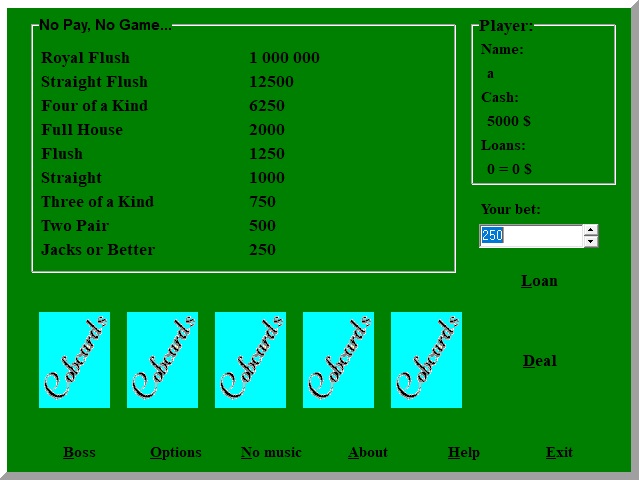 No Pay, No Game...
Royal Flush 1 000 000
Straight Flush 12500
Four of a Kind 6250
Full House 2000
Flush 1250
Straight 1000
Three of a Kind 750
Two Pair 500
Jacks or Better 250
Player:
Name:
a
Cash:
5000 $
Loans:
0 = 0 $
Your bet:
250
Loan
Cobcards Cobcards Cobcards Cobcards Cobcards
Deal
Boss Options No music About Help Exit